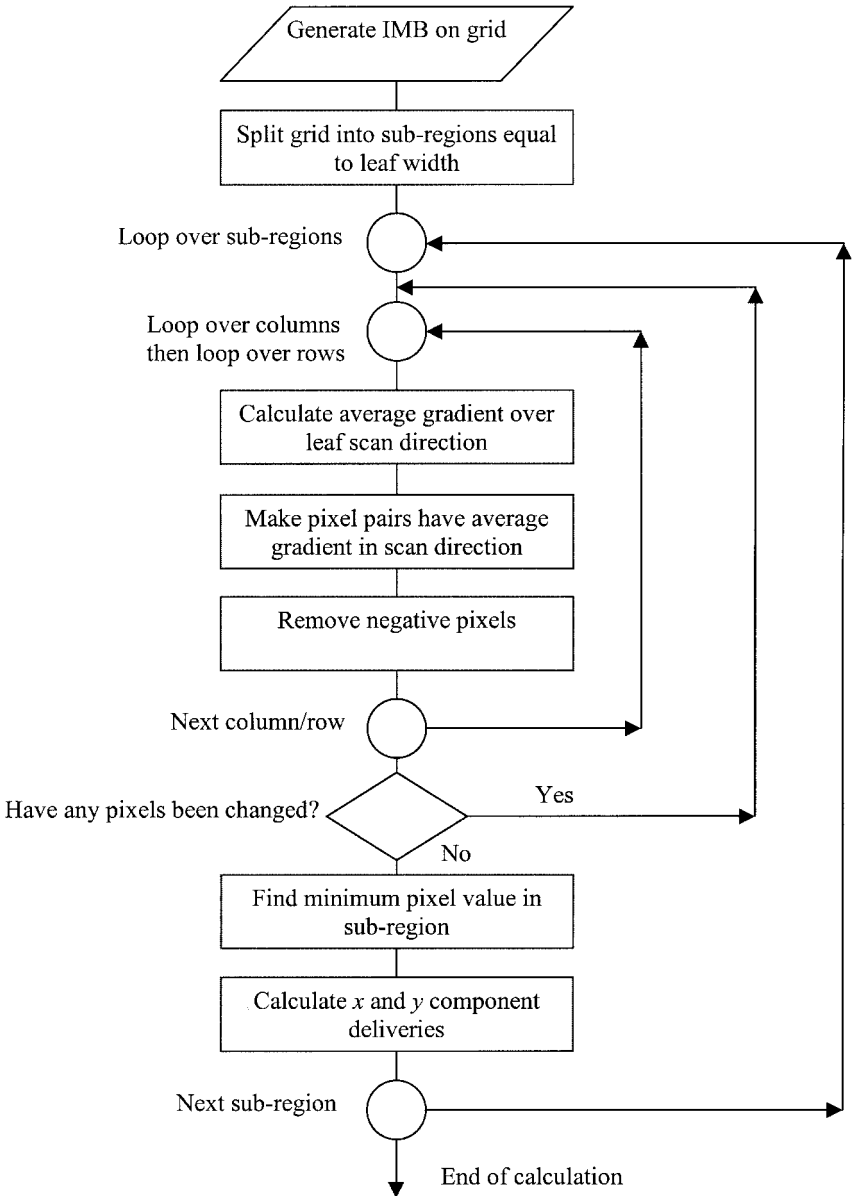 Generate IMB on grid
Split grid into sub-regions equal
to leaf width
Loop over sub-regions
Loop over columns
then loop over rows
Calculate average gradient over
leaf scan direction
Make pixel pairs have average
gradient in scan direction
Remove negative pixels
Next column/row
Have any pixels been changed?
Yes
No
Find minimum pixel value in
sub-region
Calculate x and y component
deliveries
Next sub-region
End of calculation